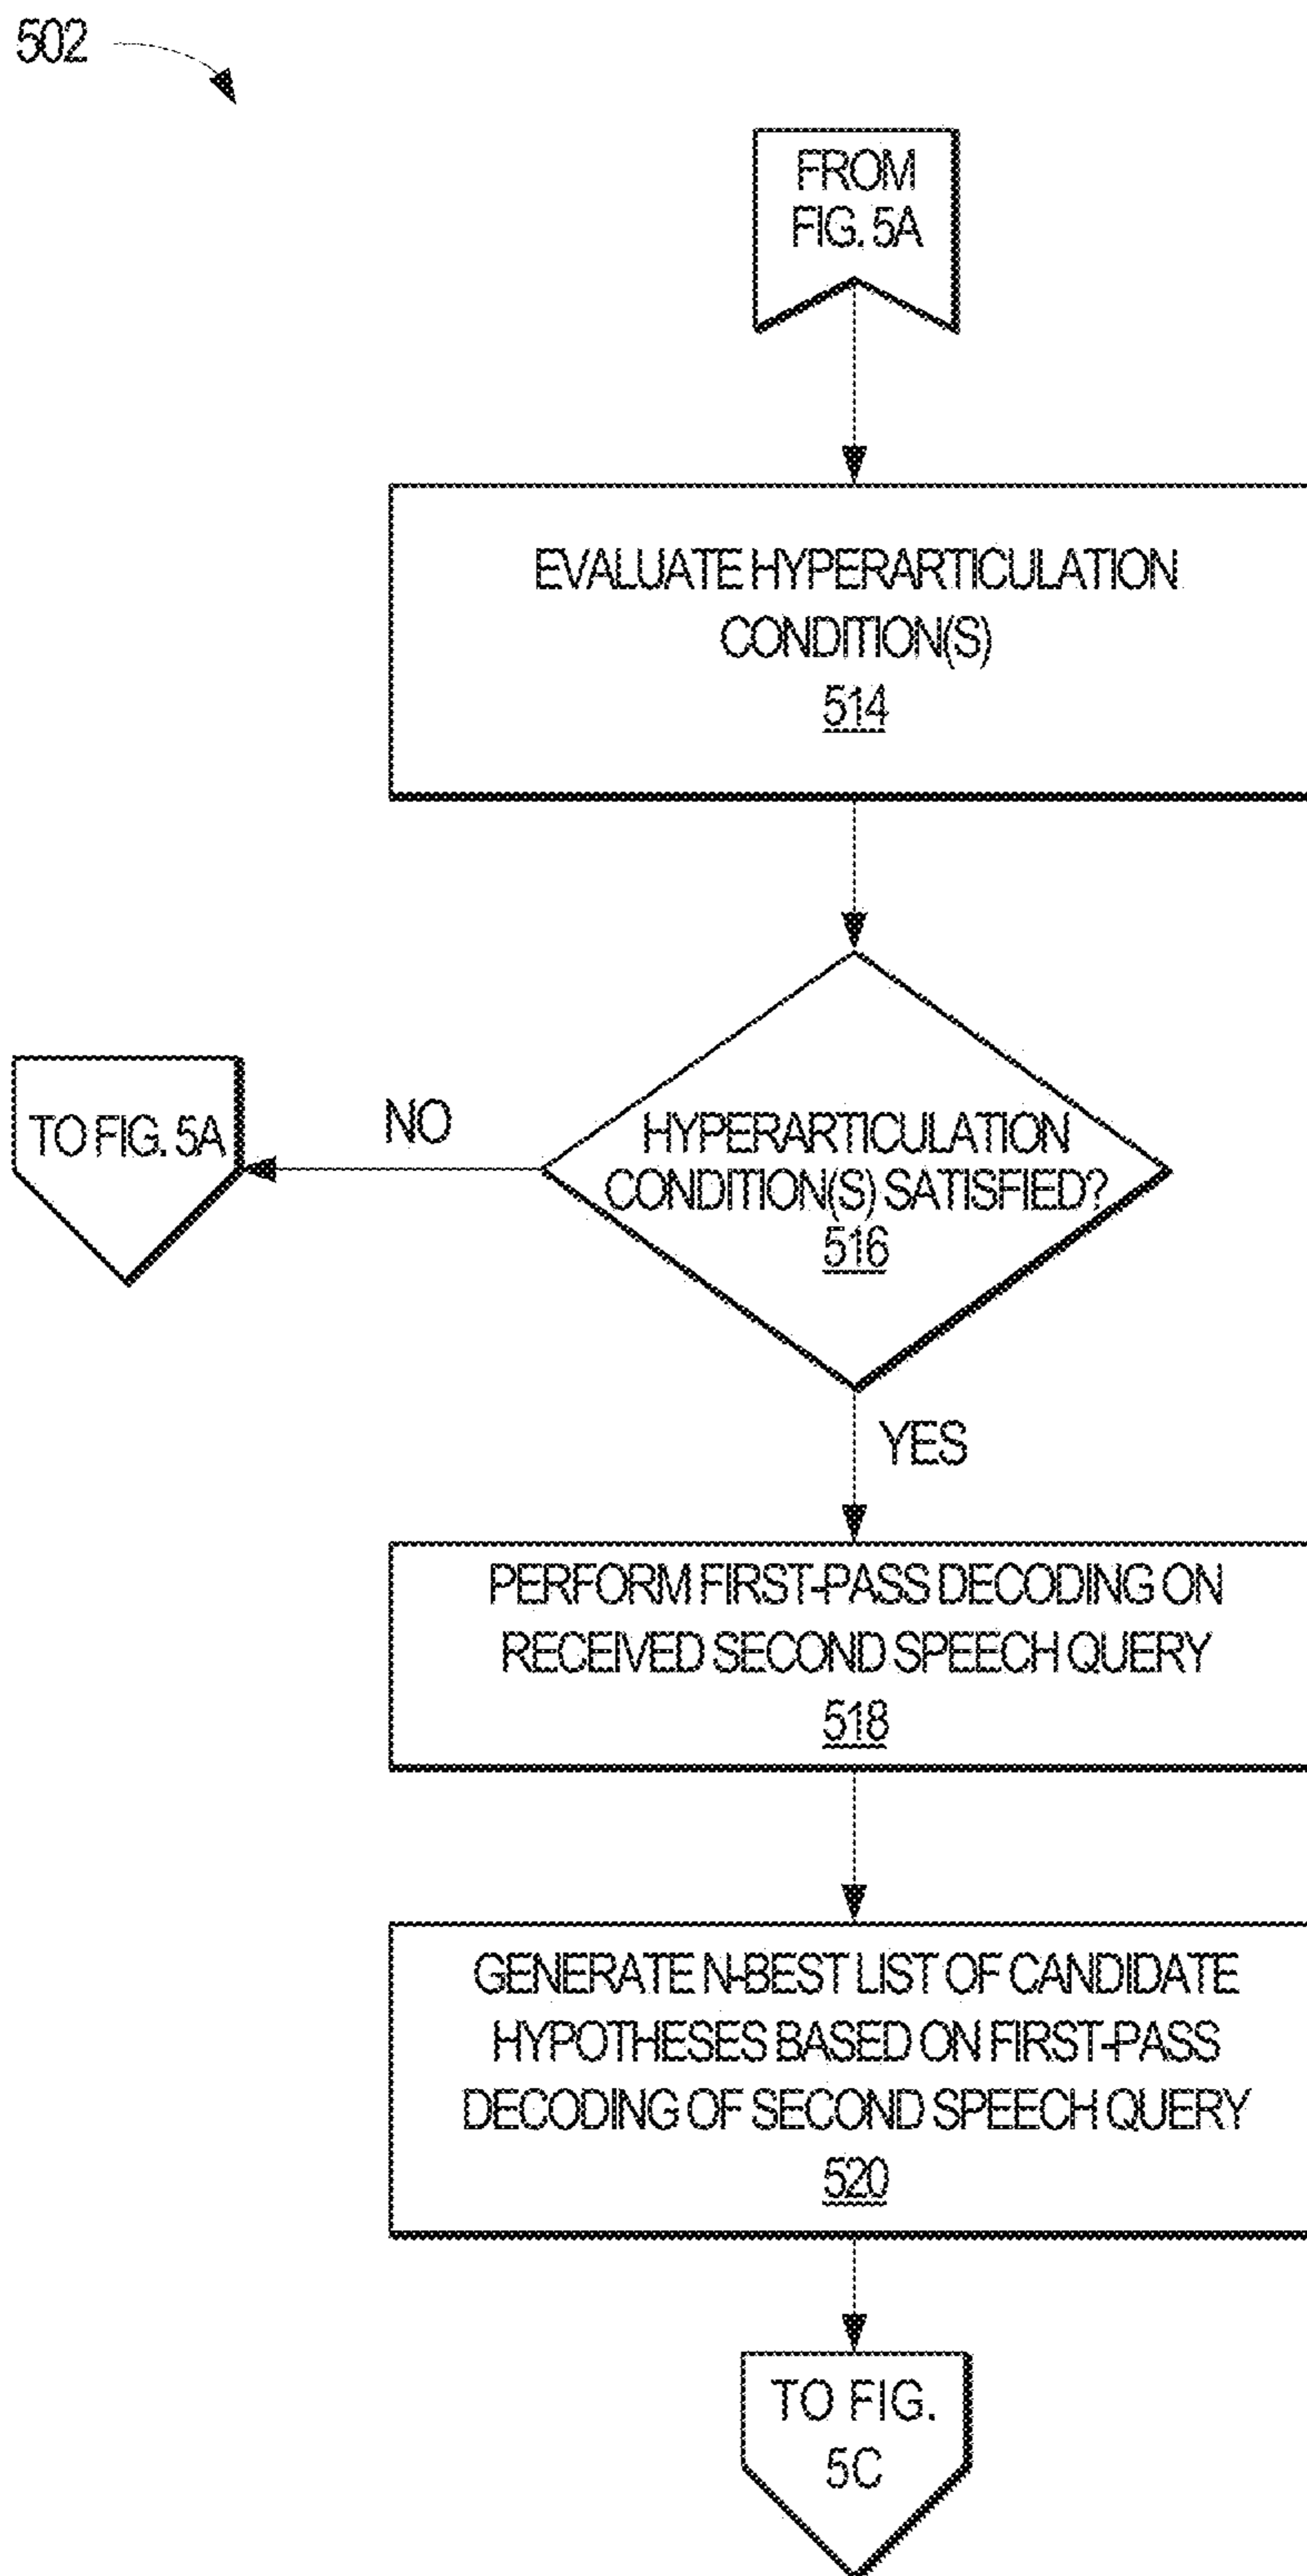 502
FROM
FIG. 5A
EVALUATE HYPERARTICULATION
CONDITION(S)
514
HYPERARTICULATION
CONDITION(S) SATISFIED?
516
NO
TO FIG. 5A
YES
PERFORM FIRST-PASS DECODING ON
RECEIVED SECOND SPEECH QUERY
518
GENERATE N-BEST LIST OF CANDIDATE
HYPOTHESES BASED ON FIRST-PASS
DECODING OF SECOND SPEECH QUERY
520
TO FIG.
5C